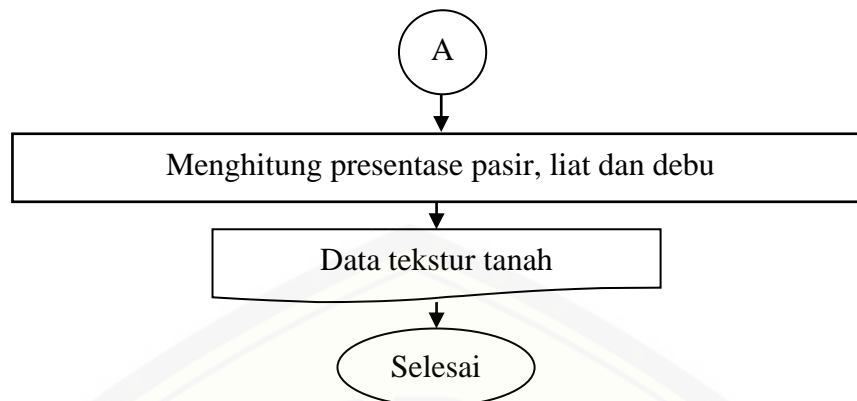 A
Menghitung presentase pasir, liat dan debu
Data tekstur tanah
Selesai